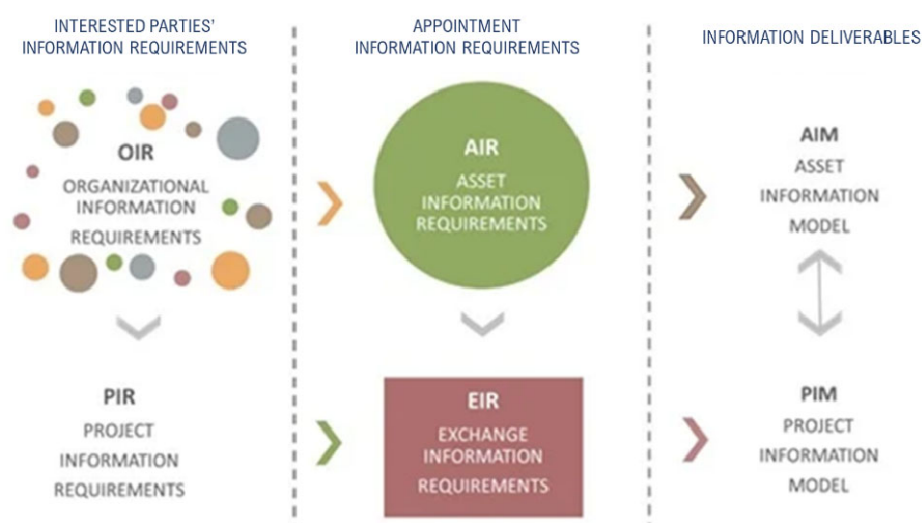 INTERESTED PARTIES'
INFORMATION REQUIREMENTS
APPOINTMENT
INFORMATION REQUIREMENTS
INFORMATION DELIVERABLES
OIR
ORGANIZATIONAL
INFORMATION
REQUIREMENTS
AIR
ASSET
INFORMATION
REQUIREMENTS
AIM
ASSET
INFORMATION
MODEL
PIR
PROJECT
INFORMATION
REQUIREMENTS
EIR
EXCHANGE
INFORMATION
REQUIREMENTS
PIM
PROJECT
INFORMATION
MODEL